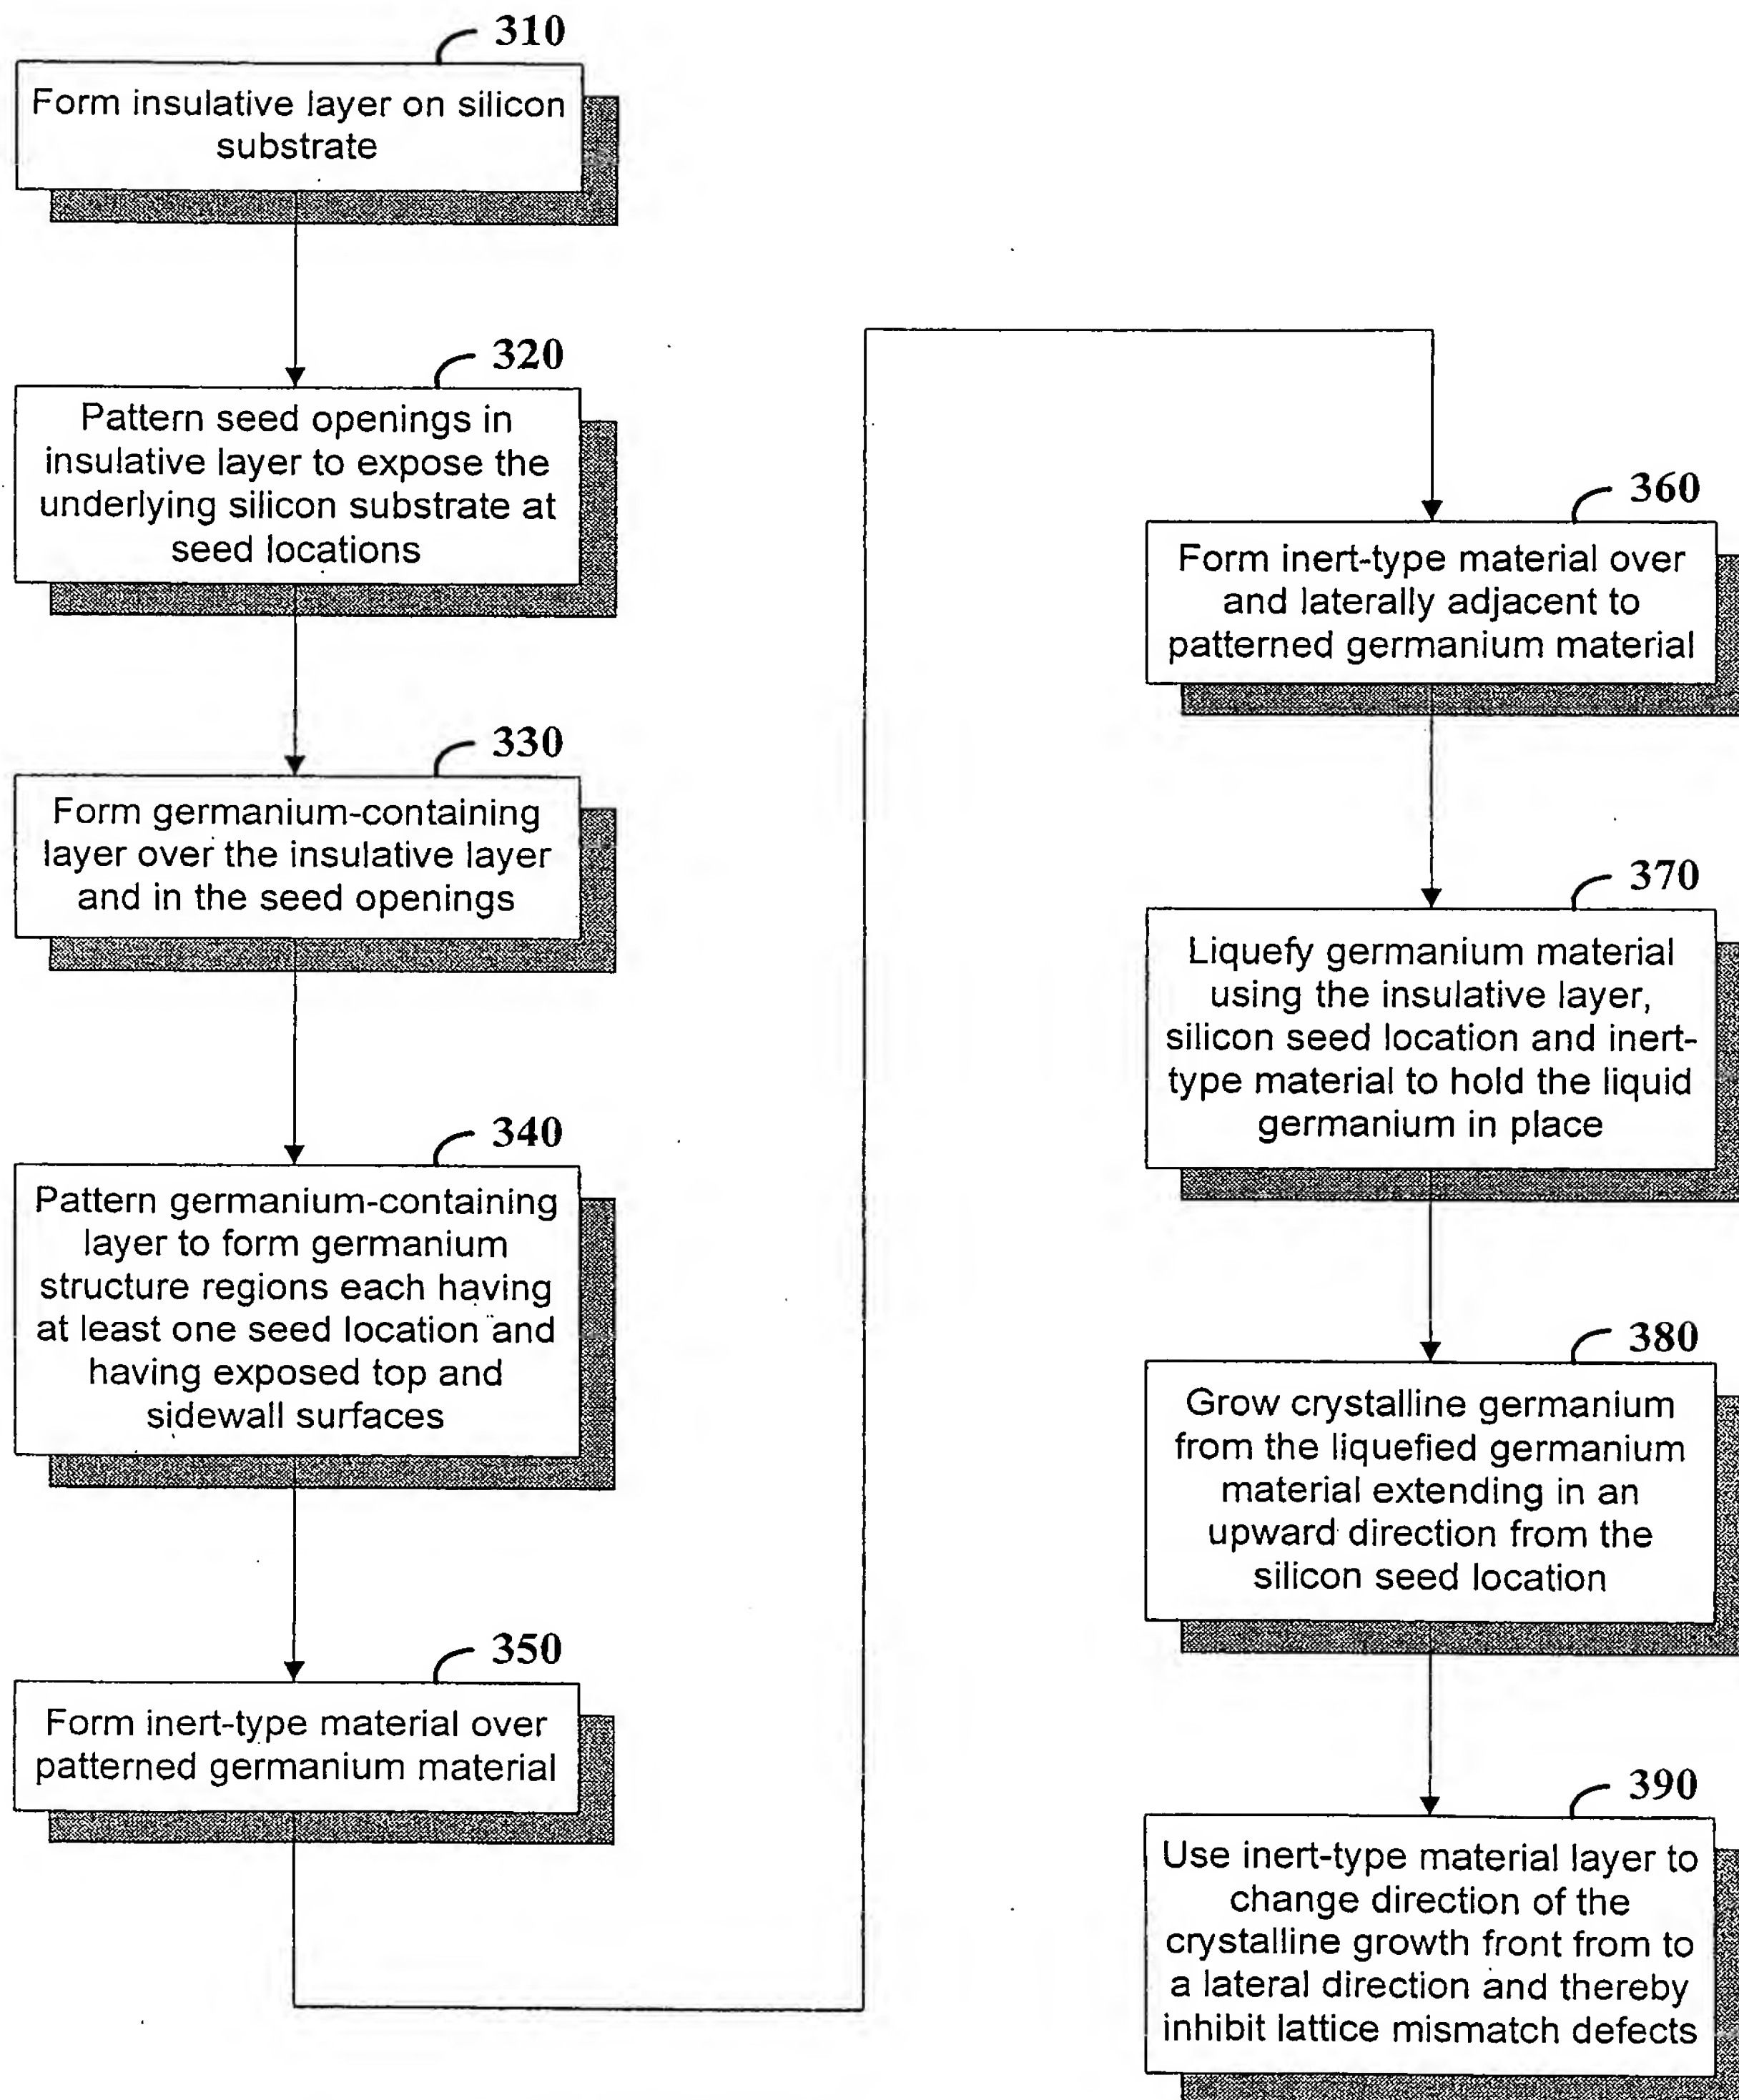 310
Form insulative layer on silicon
substrate
320
Pattern seed openings in
insulative layer to expose the
underlying silicon substrate at
seed locations
330
Form germanium-containing
layer over the insulative layer
and in the seed openings
340
Pattern germanium-containing
layer to form germanium
structure regions each having
at least one seed location and
having exposed top and
sidewall surfaces
350
Form inert-type material over
patterned germanium material
360
Form inert-type material over
and laterally adjacent to
patterned germanium material
370
Liquefy germanium material
using the insulative layer,
silicon seed location and inert-
type material to hold the liquid
germanium in place
380
Grow crystalline germanium
from the liquefied germanium
material extending in an
upward direction from the
silicon seed location
390
Use inert-type material layer to
change direction of the
crystalline growth front from to
a lateral direction and thereby
inhibit lattice mismatch defects